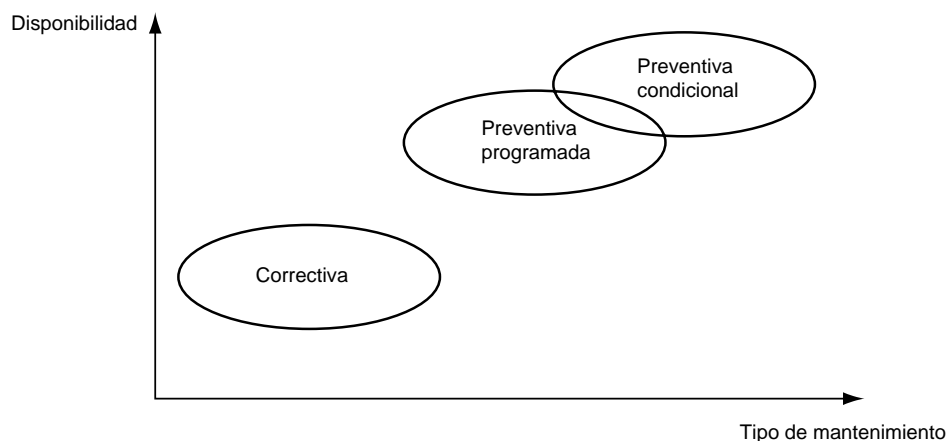 Disponibilidad
Preventiva
condicional
Preventiva
programada
Correctiva
Tipo de mantenimiento